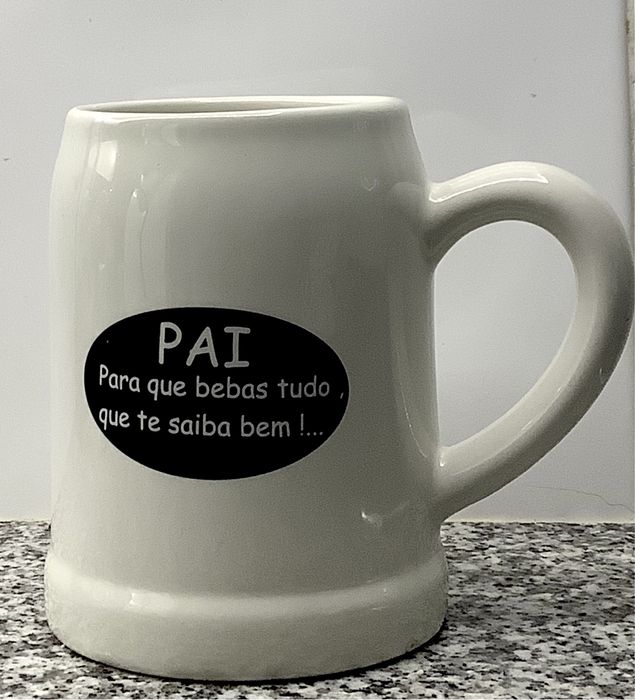 PAI
Para que bebas tudo ,
que te saiba bem !...